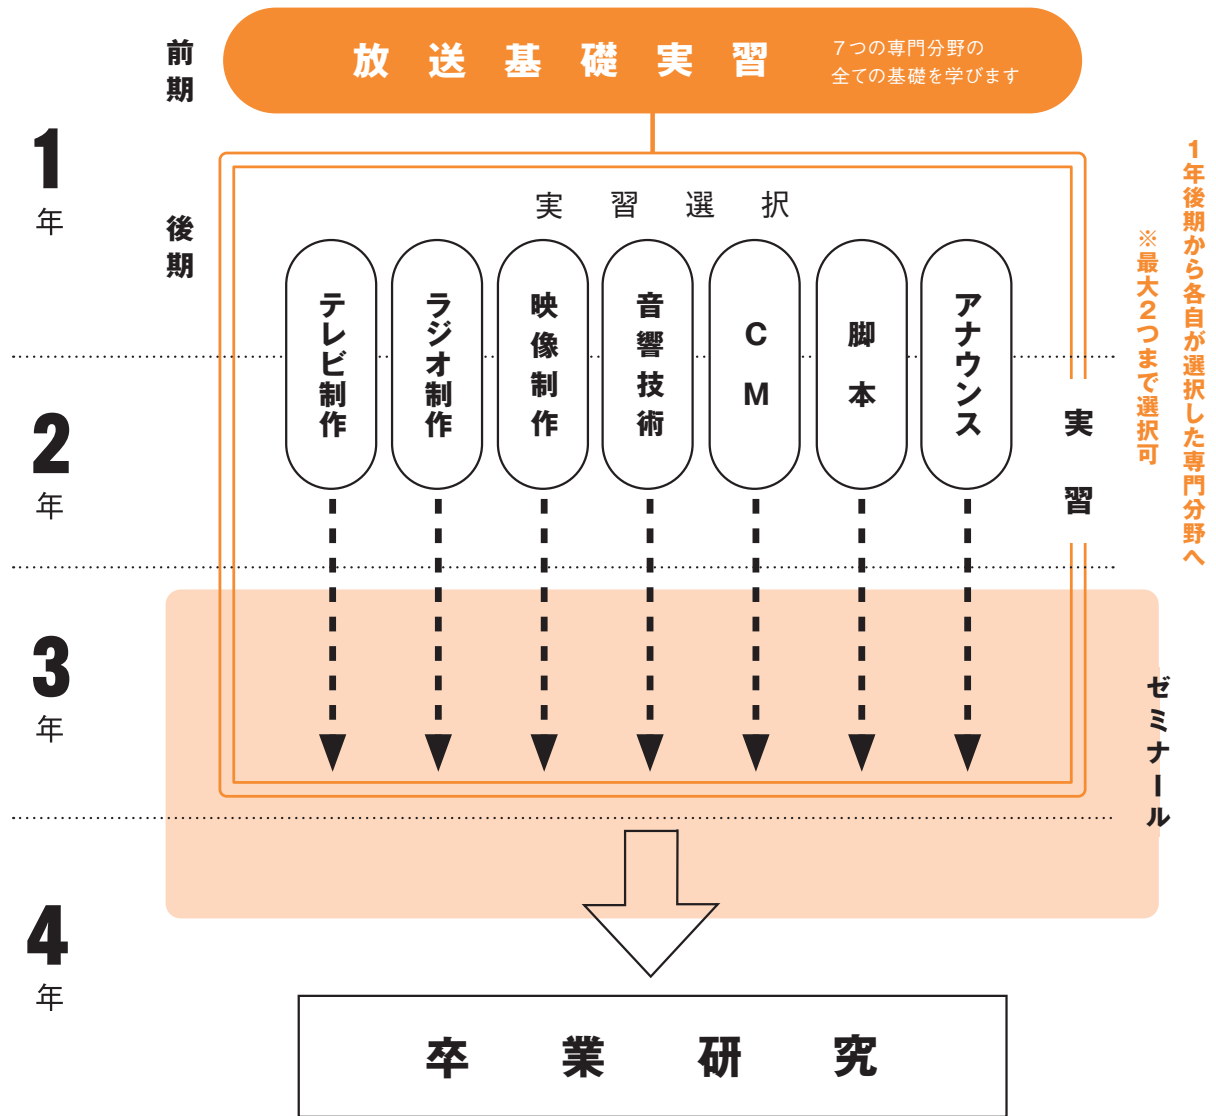 前期
放送基礎実習
7つの専門分野の
全ての基礎を学びます
1
年
後期
実習選択
テレビ制作
ラジオ制作
映像制作
音響技術
CM
脚本
アナウンス
1年後期から各自が選択した専門分野へ
※最大2つまで選択可
実習
2
年
3
年
ゼミナール
4
年
卒業研究